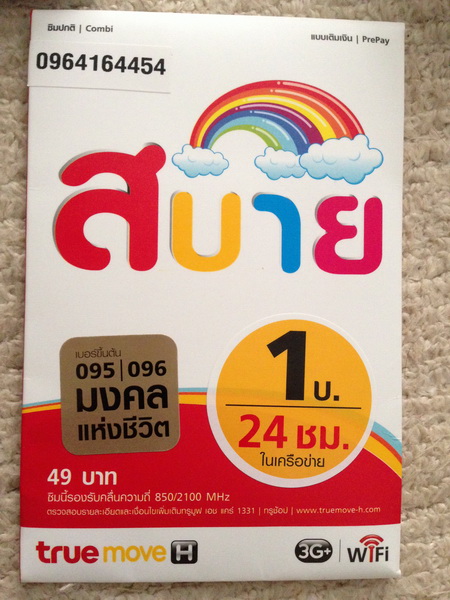 ซิมปกติ | Combi
แบบเติมเงิน | PrePay
0964164454
สบาย
เบอร์ขึ้นต้น
095 | 096
มงคล
แห่งชีวิต
1 บ.
24 ชม.
ในเครือข่าย
49 บาท
ซิมนี้รองรับคลื่นความถี่ 850/2100 MHz
ตรวจสอบรายละเอียดและเงื่อนไขเพิ่มเติมทรูมูฟ เอช แคร์ 1331 | ทรูช้อป | www.truemove-h.com
true move H
3G+ WiFi